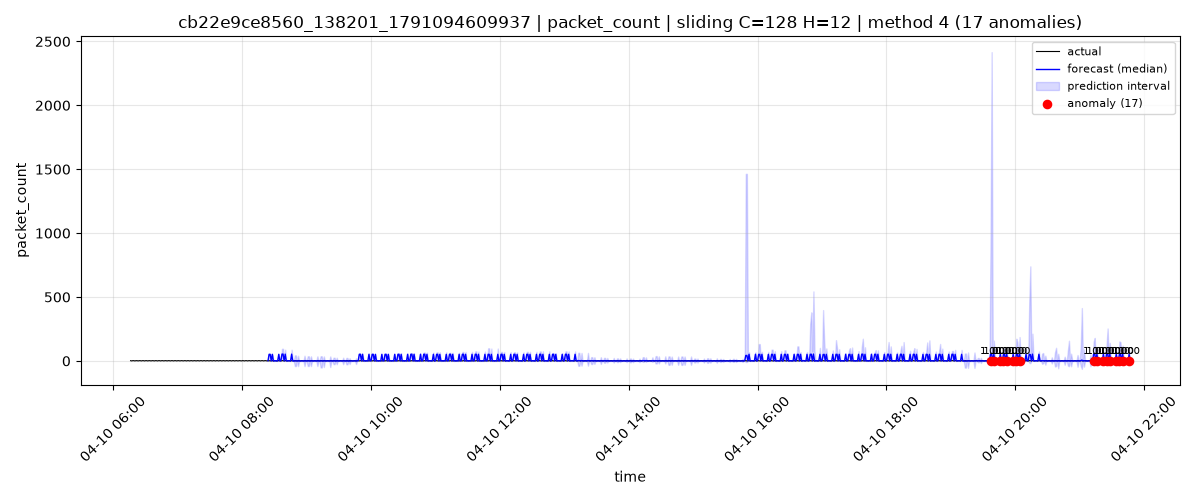 cb22e9ce8560_138201_1791094609937 | packet_count | sliding C=128 H=12 | method 4 (17 anomalies)
packet_count
2500
2000
1500
1000
500
0
actual
forecast (median)
prediction interval
anomaly (17)
04-10 06:00
04-10 08:00
04-10 10:00
04-10 12:00
04-10 14:00
04-10 16:00
04-10 18:00
04-10 20:00
04-10 22:00
time